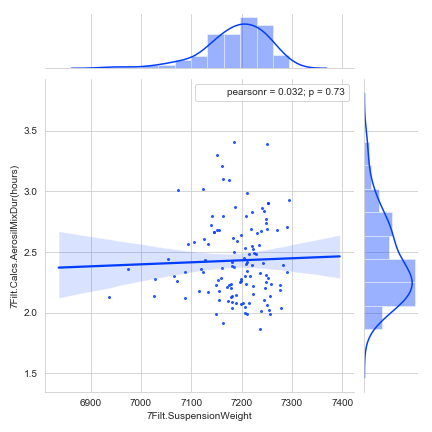 pearsonr = 0.032; p = 0.73
7Filt.Calcs.AerosilMixDur(hours)
3.5
3.0
2.5
2.0
1.5
6900 7000 7100 7200 7300 7400
7Filt.SuspensionWeight